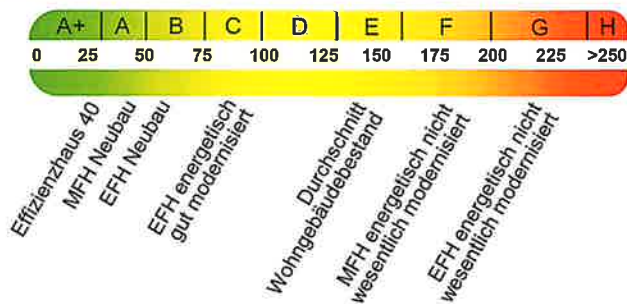 A+ A B C D E F G H
0 25 50 75 100 125 150 175 200 225 >250
Effizienzhaus 40
MFH Neubau
EFH Neubau
EFH energetisch
gut modernisiert
Durchschnitt
Wohngebäudebestand
MFH energetisch nicht
wesentlich modernisiert
EFH energetisch nicht
wesentlich modernisiert